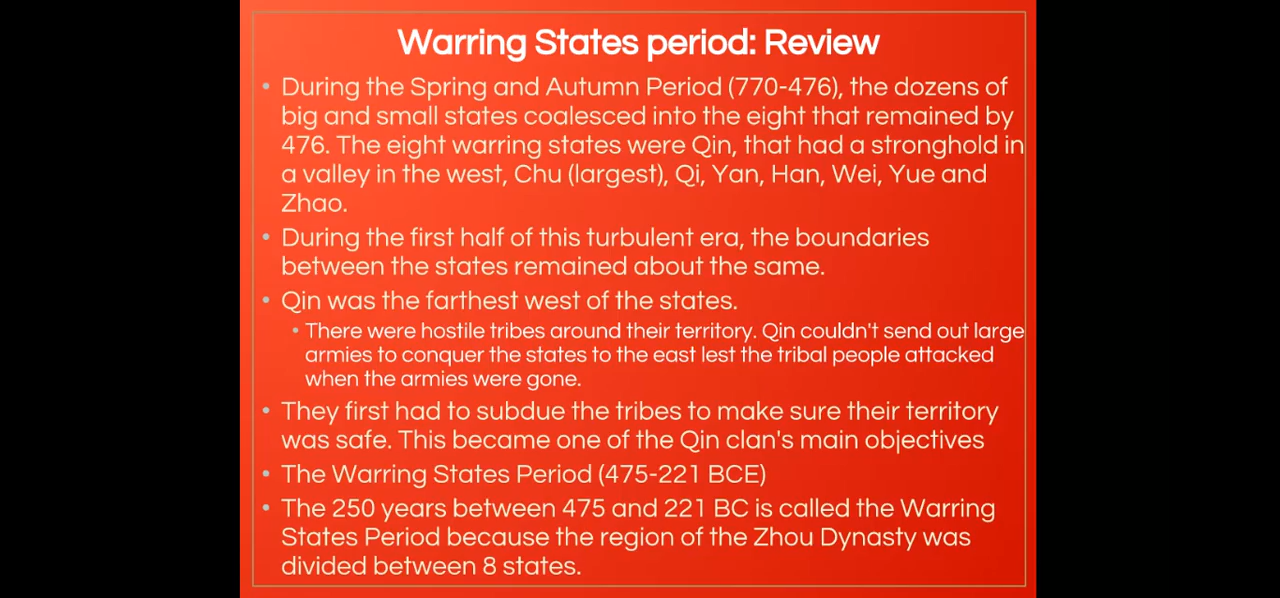 Warring States period: Review
• During the Spring and Autumn Period (770-476), the dozens of
big and small states coalesced into the eight that remained by
476. The eight warring states were Qin, that had a stronghold in
a valley in the west, Chu (largest), Qi, Yan, Han, Wei, Yue and
Zhao.
• During the first half of this turbulent era, the boundaries
between the states remained about the same.
• Qin was the farthest west of the states.
• There were hostile tribes around their territory. Qin couldn't send out large
armies to conquer the states to the east lest the tribal people attacked
when the armies were gone.
• They first had to subdue the tribes to make sure their territory
was safe. This became one of the Qin clan's main objectives
• The Warring States Period (475-221 BCE)
• The 250 years between 475 and 221 BC is called the Warring
States Period because the region of the Zhou Dynasty was
divided between 8 states.